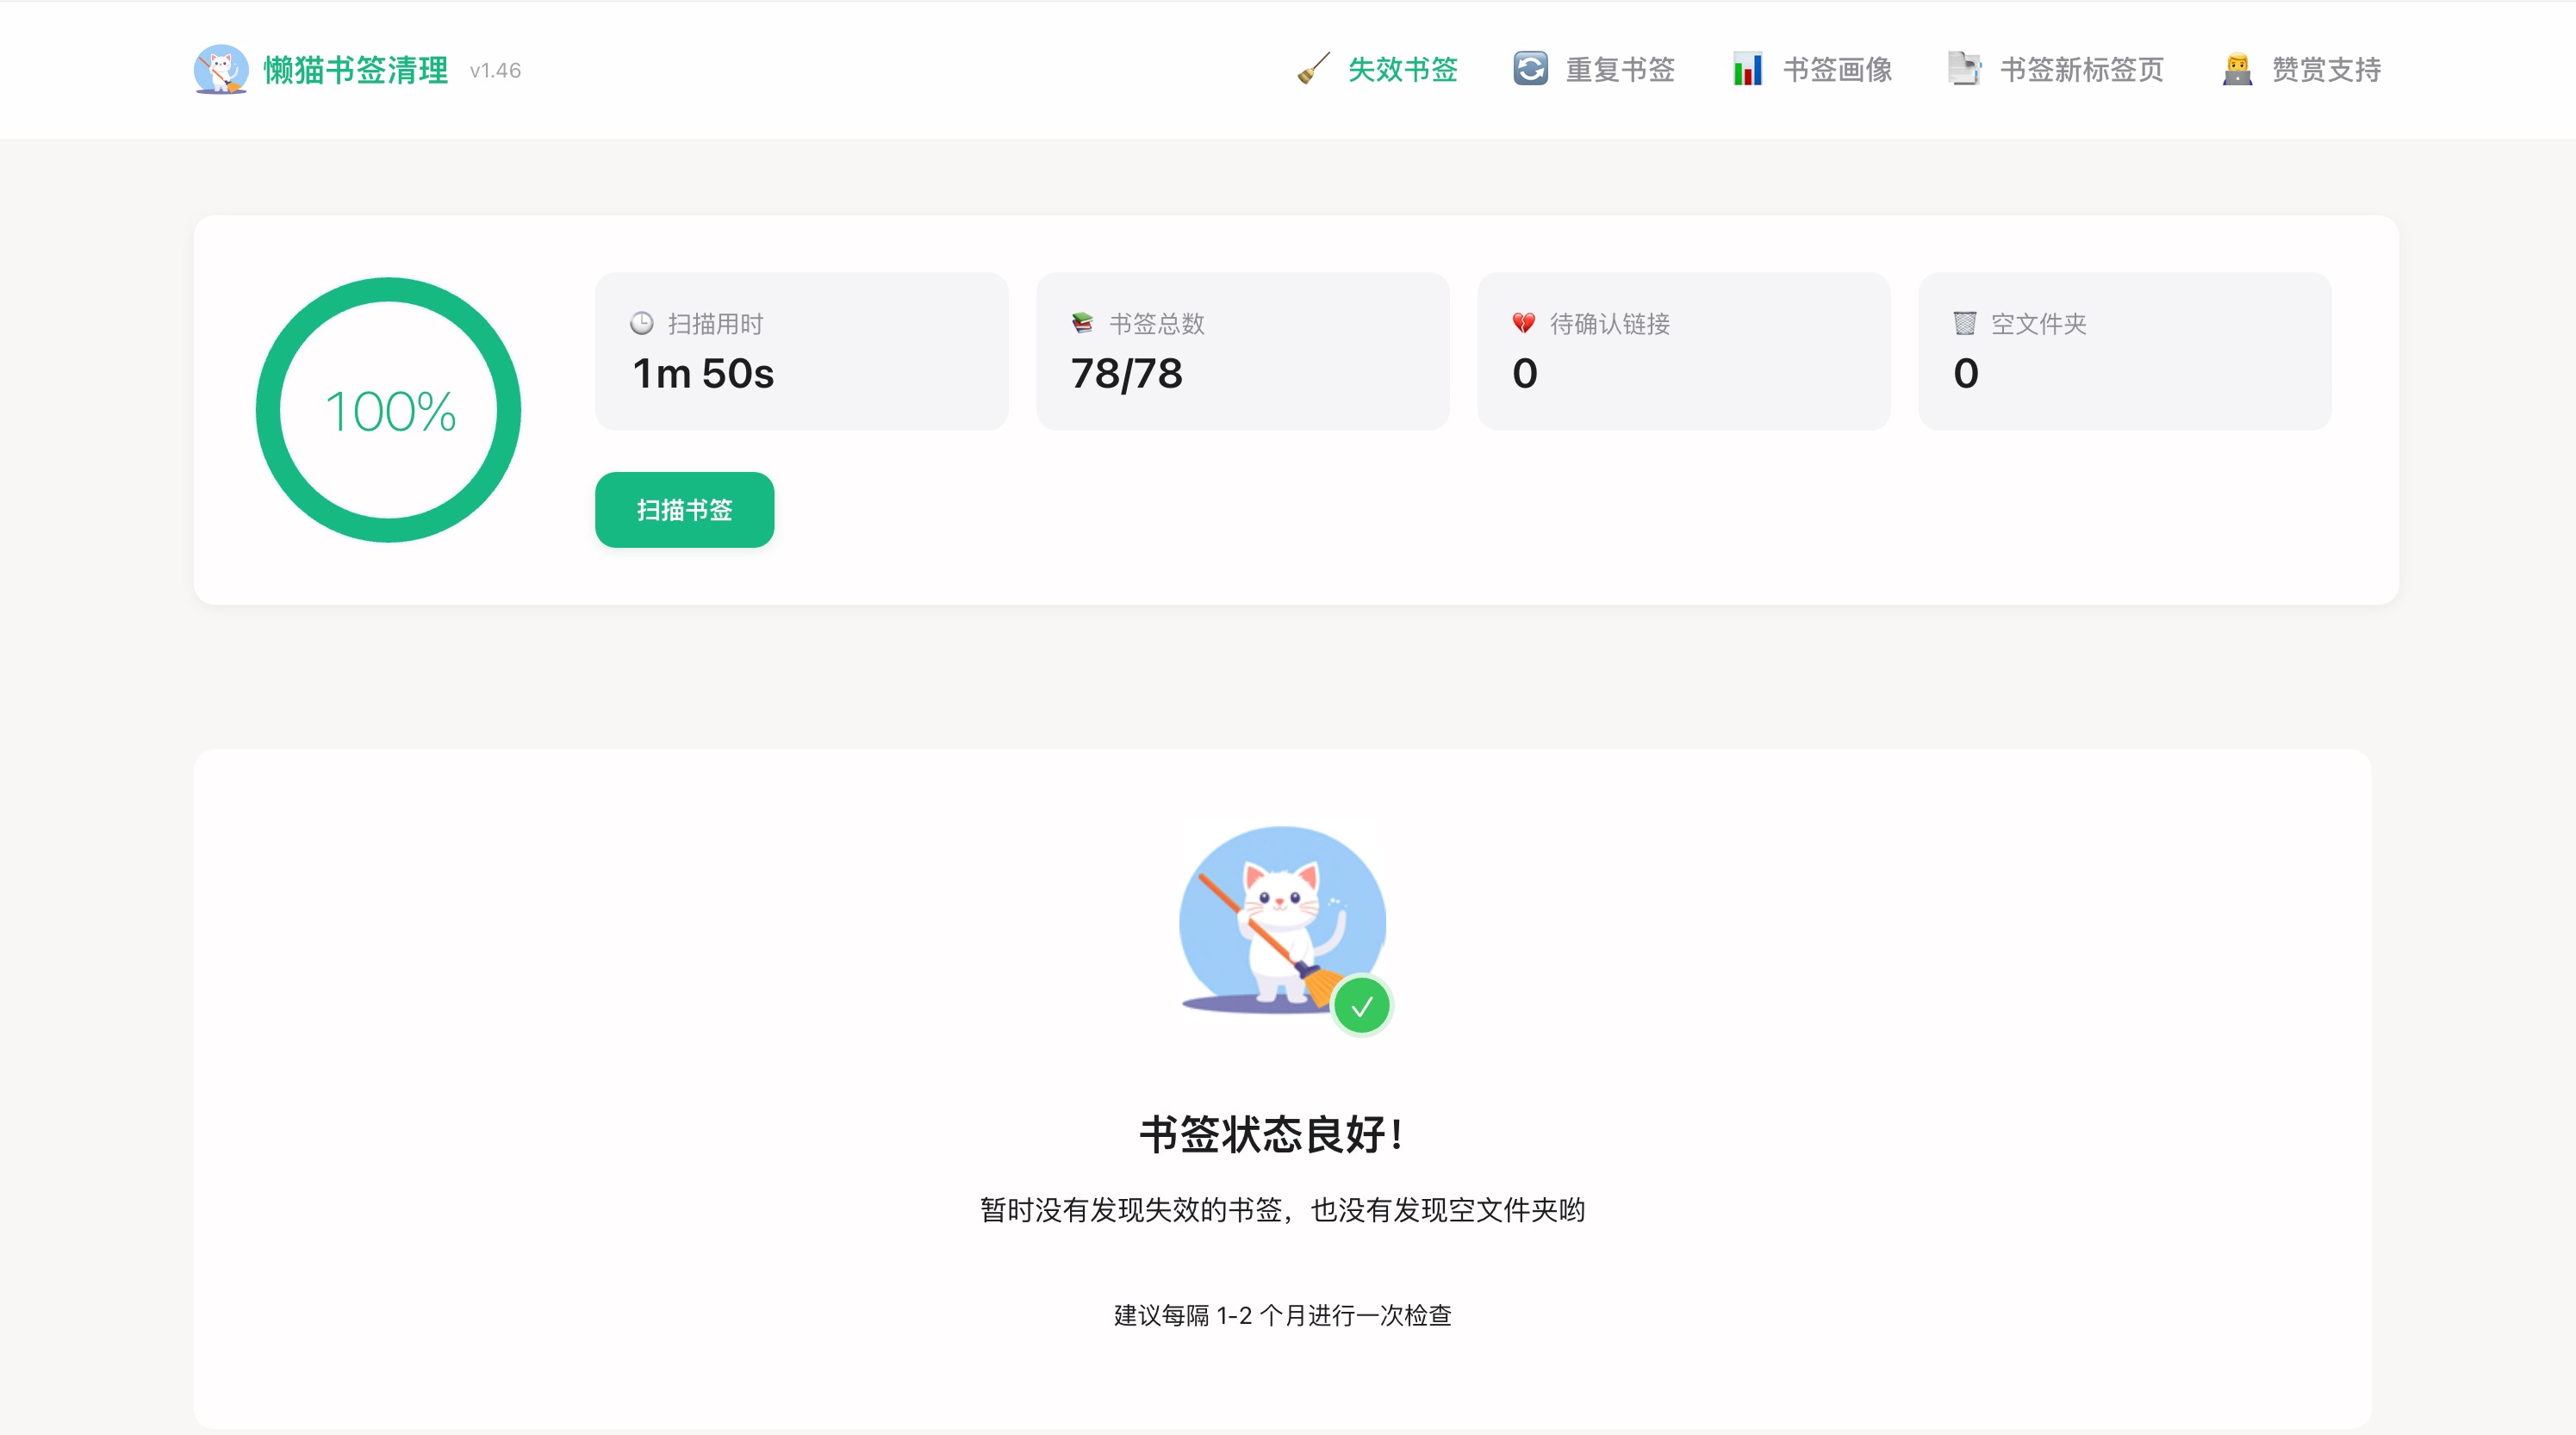 懒猫书签清理 v1.46
失效书签 重复书签 书签画像 书签新标签页 赞赏支持
扫描用时 书签总数 待确认链接 空文件夹
1m 50s 78/78 0 0
100%
扫描书签
书签状态良好！
暂时没有发现失效的书签，也没有发现空文件夹哟
建议每隔 1-2 个月进行一次检查